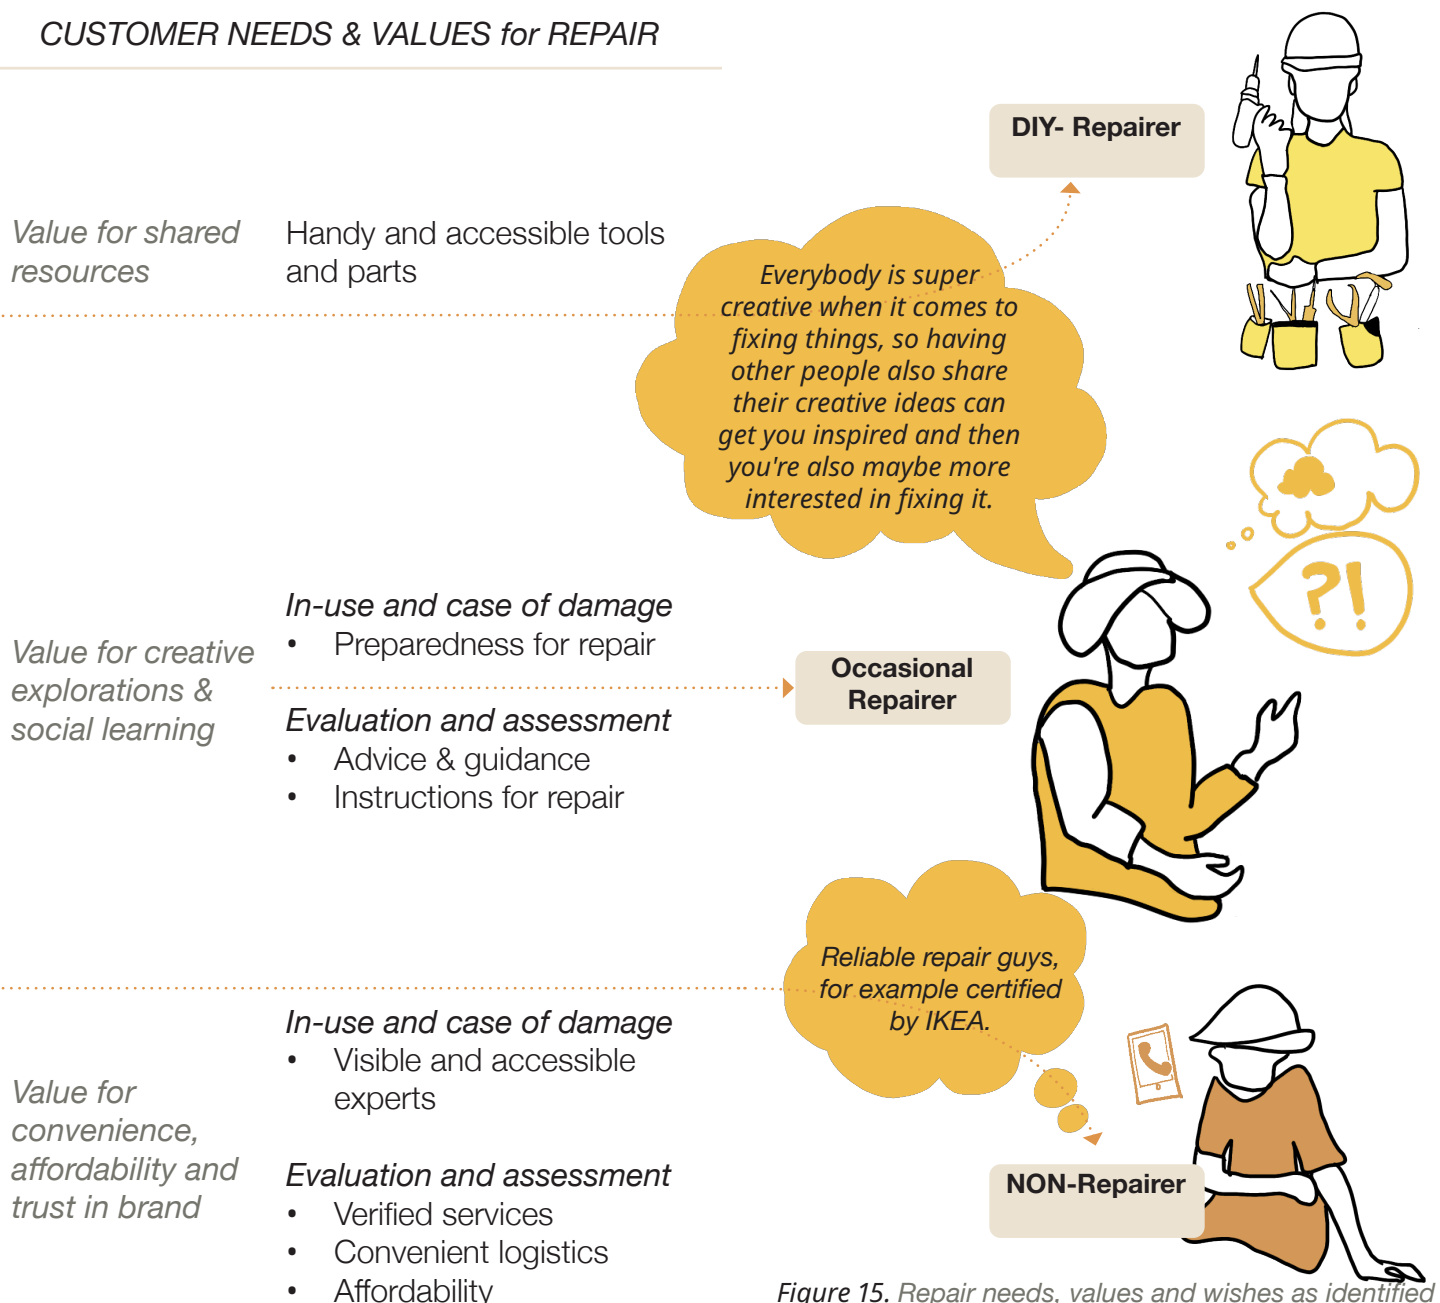 CUSTOMER NEEDS & VALUES for REPAIR
DIY- Repairer
Value for shared
resources
Handy and accessible tools
and parts
Everybody is super
creative when it comes to
fixing things, so having
other people also share
their creative ideas can
get you inspired and then
you're also maybe more
interested in fixing it.
?!
Value for creative
explorations &
social learning
In-use and case of damage
• Preparedness for repair
Evaluation and assessment
• Advice & guidance
• Instructions for repair
Occasional
Repairer
Reliable repair guys,
for example certified
by IKEA.
Value for
convenience,
affordability and
trust in brand
In-use and case of damage
• Visible and accessible
experts
Evaluation and assessment
• Verified services
• Convenient logistics
• Affordability
NON-Repairer
Figure 15. Repair needs, values and wishes as identified